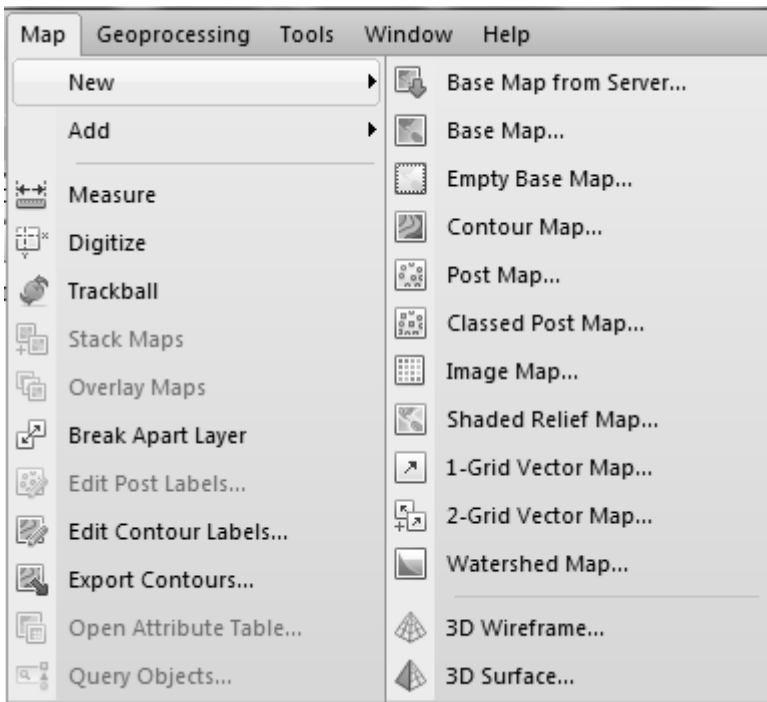 Map Geoprocessing Tools Window Help
New
Add
Measure
Digitize
Trackball
Stack Maps
Overlay Maps
Break Apart Layer
Edit Post Labels...
Edit Contour Labels...
Export Contours...
Open Attribute Table...
Query Objects...
Base Map from Server...
Base Map...
Empty Base Map...
Contour Map...
Post Map...
Classed Post Map...
Image Map...
Shaded Relief Map...
1-Grid Vector Map...
2-Grid Vector Map...
Watershed Map...
3D Wireframe...
3D Surface...